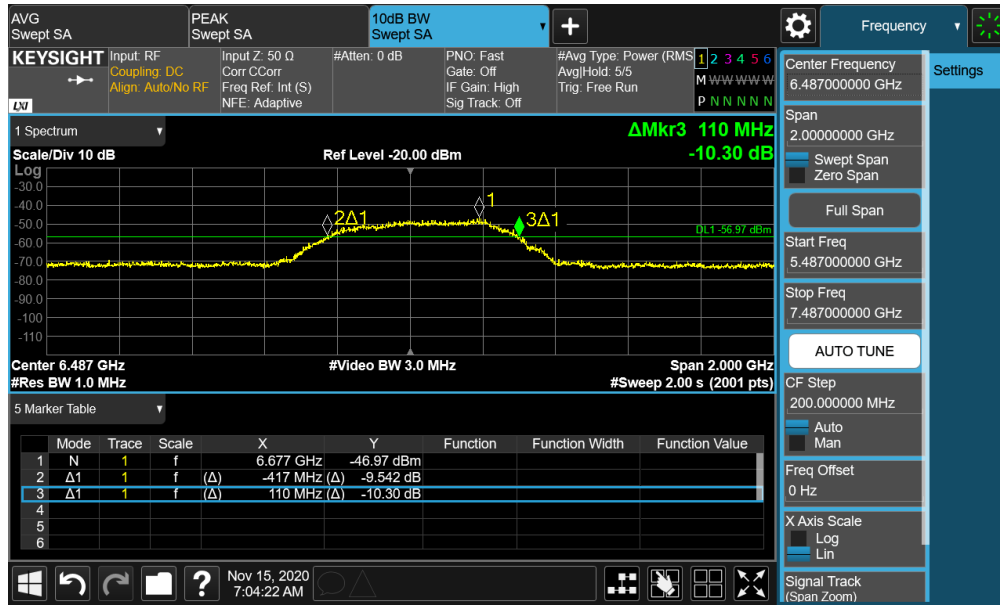 AVG
Swept SA
PEAK
Swept SA
10dB BW
Swept SA
Frequency
KEYSIGHT
LXI
Input: RF
Coupling: DC
Align: Auto/No RF
Input Z: 50 Ω
Corr CCorr
Freq Ref: Int (S)
NFE: Adaptive
#Atten: 0 dB
PNO: Fast
Gate: Off
IF Gain: High
Sig Track: Off
#Avg Type: Power (RMS
Avg|Hold: 5/5
Trig: Free Run
1 2 3 4 5 6
M W W W W W
P N N N N N
1 Spectrum
ΔMkr3 110 MHz
-10.30 dB
Scale/Div 10 dB
Ref Level -20.00 dBm
Log
-30.0
-40.0
-50.0
-60.0
-70.0
-80.0
-90.0
-100
-110
1
2Δ1
3Δ1
DL1 -56.97 dBm
Center 6.487 GHz
#Video BW 3.0 MHz
Span 2.000 GHz
#Res BW 1.0 MHz
#Sweep 2.00 s (2001 pts)
5 Marker Table
Mode Trace Scale X Y Function Function Width Function Value
1 N 1 f 6.677 GHz -46.97 dBm
2 Δ1 1 f (Δ) -417 MHz (Δ) -9.542 dB
3 Δ1 1 f (Δ) 110 MHz (Δ) -10.30 dB
4
5
6
Nov 15, 2020
7:04:22 AM
Center Frequency
6.487000000 GHz
Settings
Span
2.00000000 GHz
Swept Span
Zero Span
Full Span
Start Freq
5.487000000 GHz
Stop Freq
7.487000000 GHz
AUTO TUNE
CF Step
200.000000 MHz
Auto
Man
Freq Offset
0 Hz
X Axis Scale
Log
Lin
Signal Track
(Span Zoom)